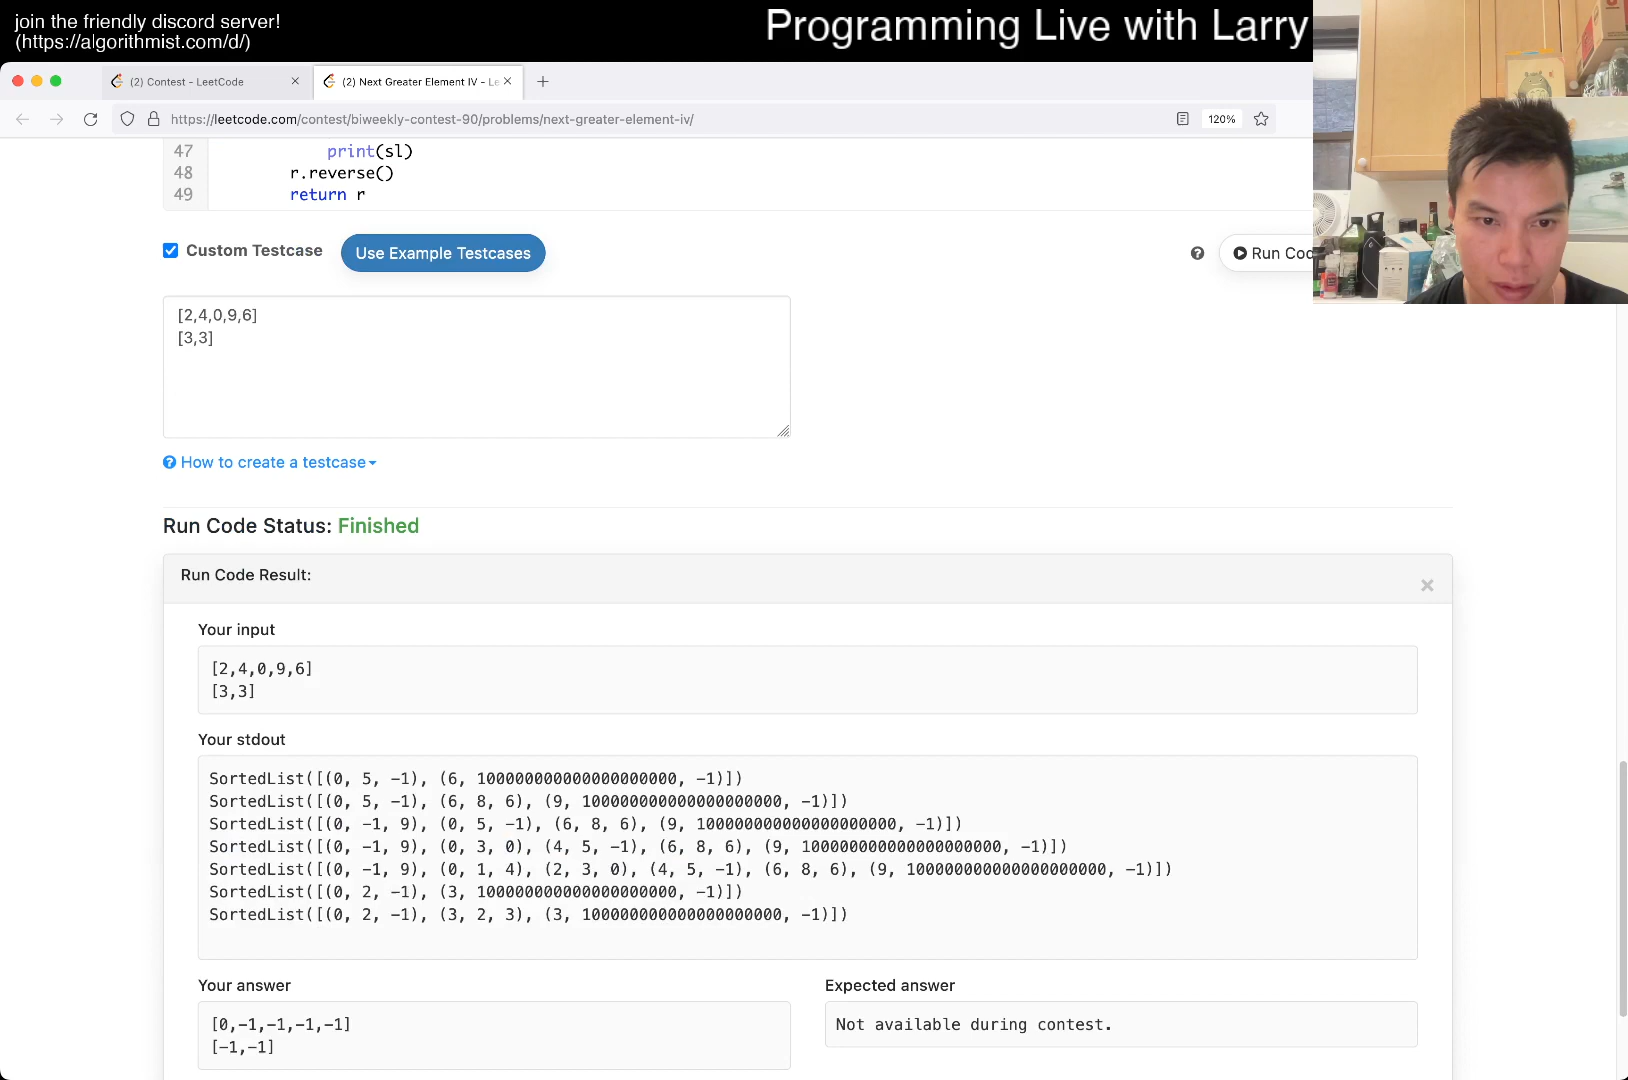 join the friendly discord server!
(https://algorithmist.com/d/)
Programming Live with Larry
(2) Contest - LeetCode
(2) Next Greater Element IV - Le
https://leetcode.com/contest/biweekly-contest-90/problems/next-greater-element-iv/
120%
47 print(sl)
48 r.reverse()
49 return r
Custom Testcase
Use Example Testcases
Run Cod
[2,4,0,9,6]
[3,3]
How to create a testcase
Run Code Status: Finished
Run Code Result:
Your input
[2,4,0,9,6]
[3,3]
Your stdout
SortedList([(0, 5, -1), (6, 100000000000000000000, -1)])
SortedList([(0, 5, -1), (6, 8, 6), (9, 100000000000000000000, -1)])
SortedList([(0, -1, 9), (0, 5, -1), (6, 8, 6), (9, 100000000000000000000, -1)])
SortedList([(0, -1, 9), (0, 3, 0), (4, 5, -1), (6, 8, 6), (9, 100000000000000000000, -1)])
SortedList([(0, -1, 9), (0, 1, 4), (2, 3, 0), (4, 5, -1), (6, 8, 6), (9, 100000000000000000000, -1)])
SortedList([(0, 2, -1), (3, 100000000000000000000, -1)])
SortedList([(0, 2, -1), (3, 2, 3), (3, 100000000000000000000, -1)])
Your answer
[0,-1,-1,-1,-1]
[-1,-1]
Expected answer
Not available during contest.